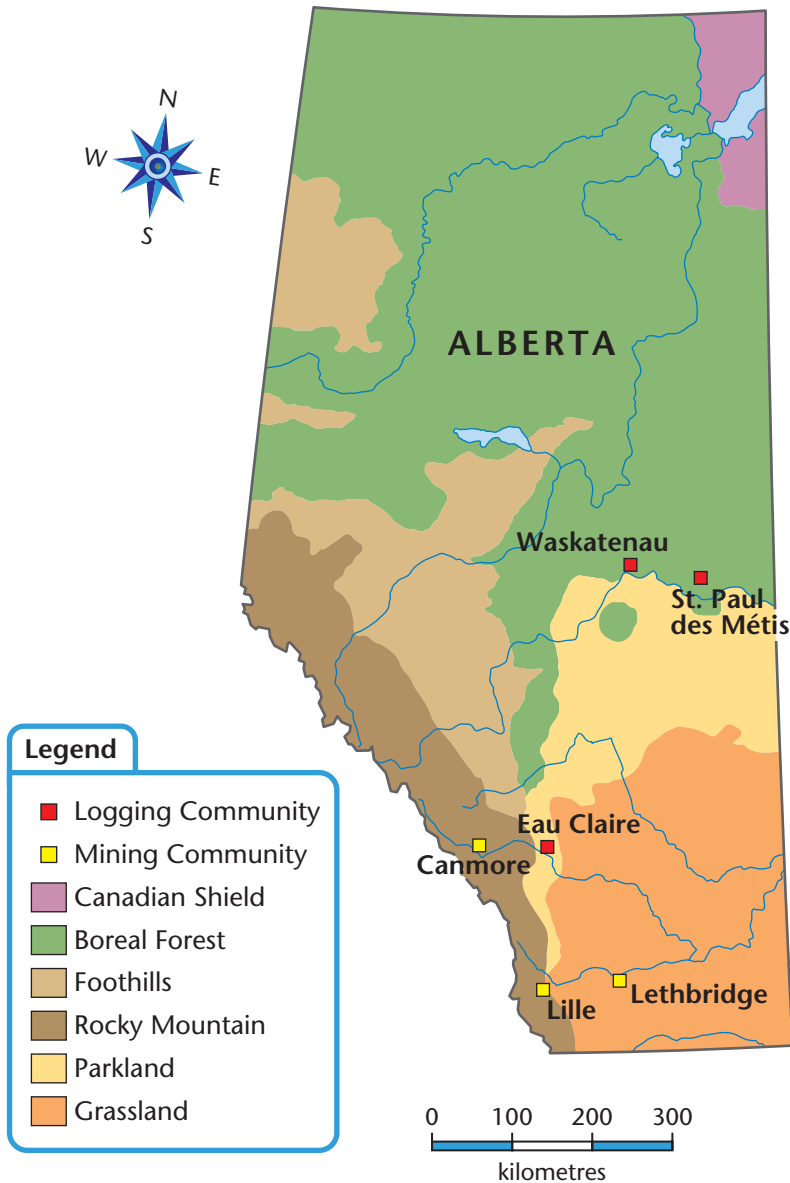 N
W
E
S
ALBERTA
Waskatenau
St. Paul
des Métis
Eau Claire
Canmore
Lille
Lethbridge
Legend
Logging Community
Mining Community
Canadian Shield
Boreal Forest
Foothills
Rocky Mountain
Parkland
Grassland
0 100 200 300
kilometres